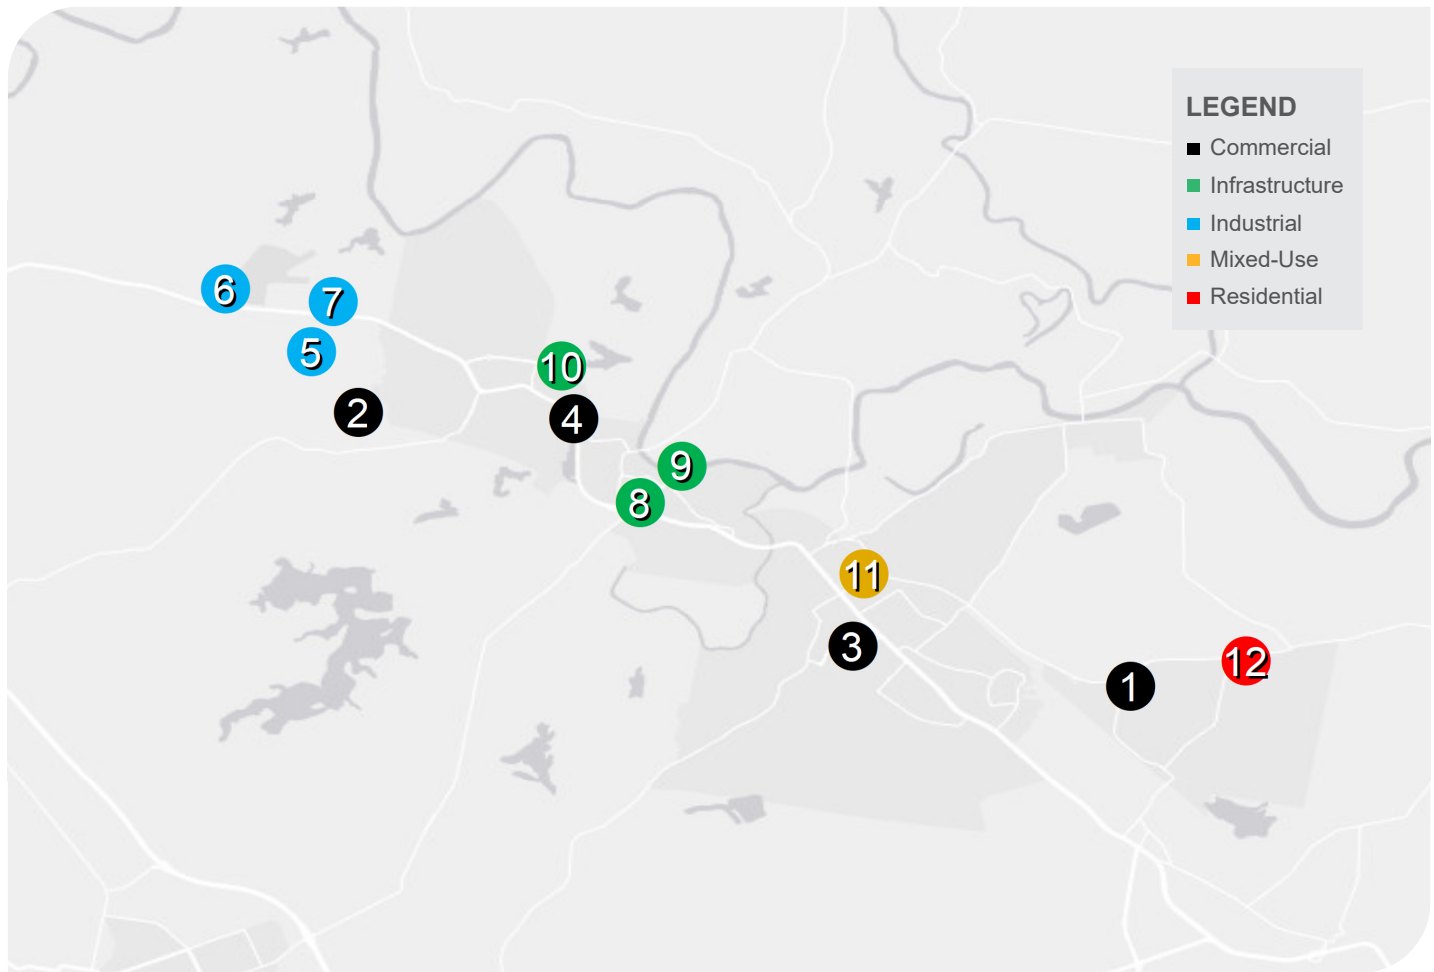 LEGEND
Commercial
Infrastructure
Industrial
Mixed-Use
Residential
6
7
5
10
2
4
9
8
11
3
12
1